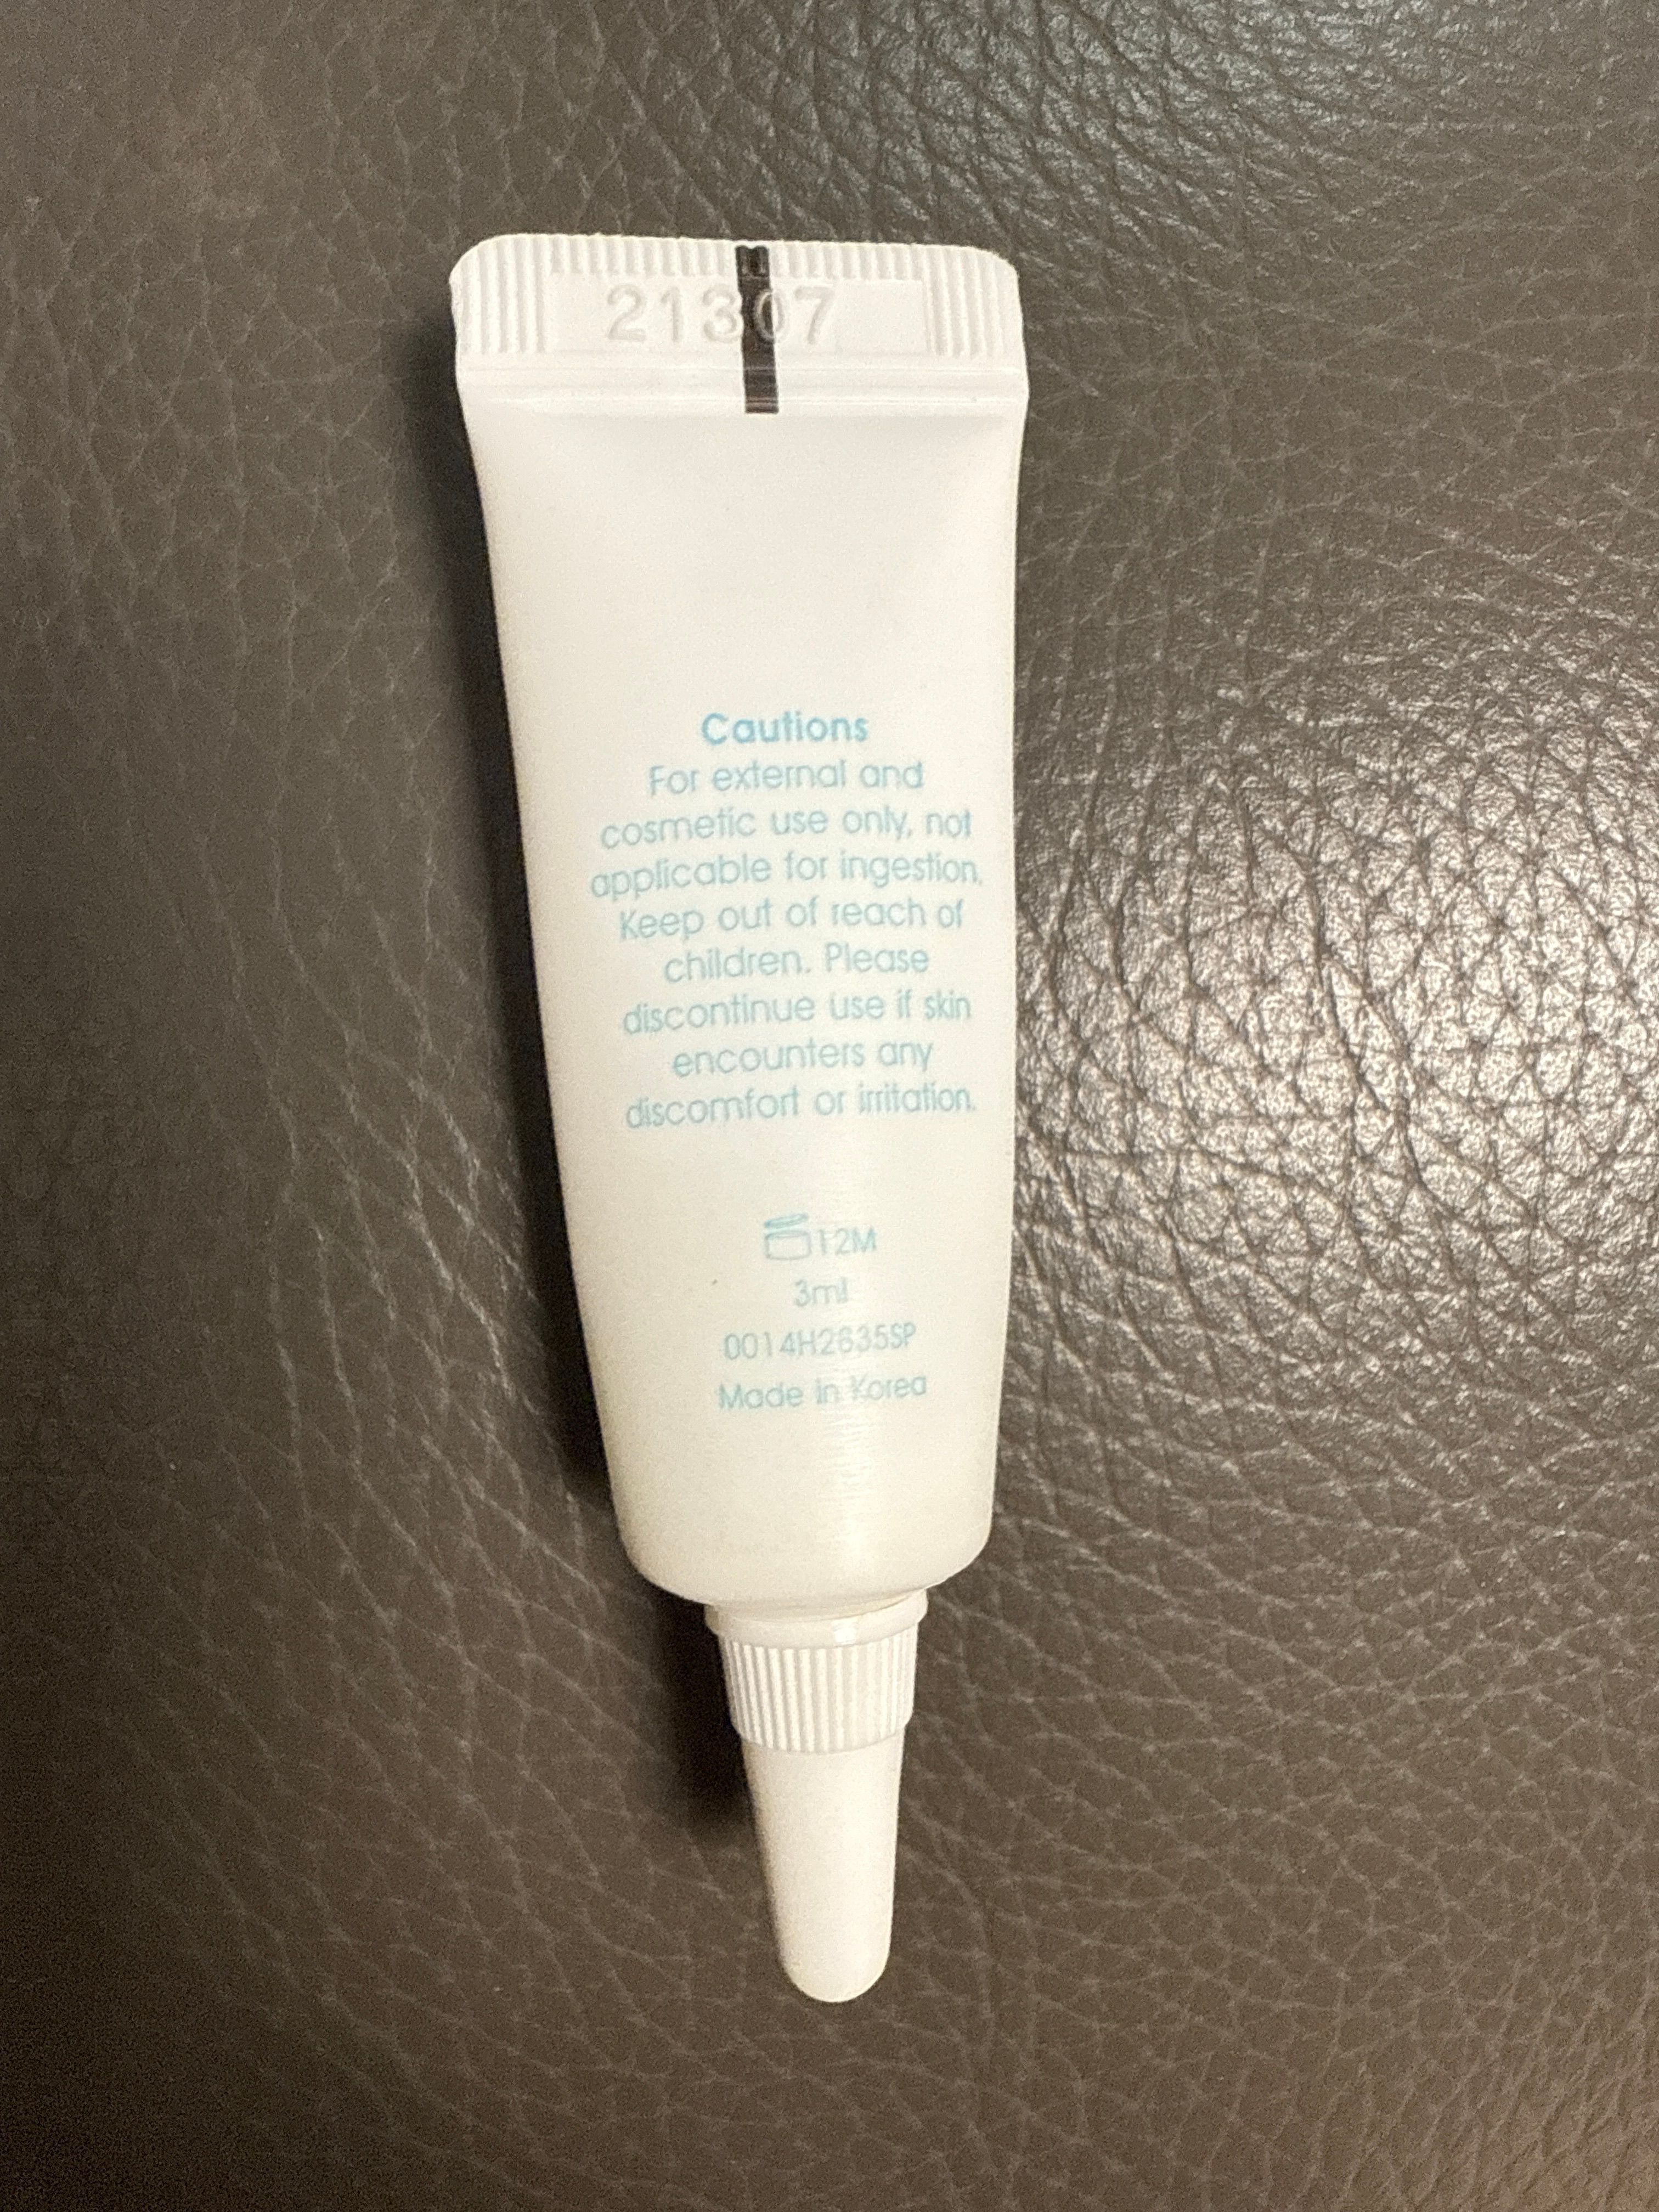 21307
Cautions
For external and
cosmetic use only, not
applicable for ingestion.
Keep out of reach of
children. Please
discontinue use if skin
encounters any
discomfort or irritation.
12M
3ml
0014H2835SP
Made in Korea